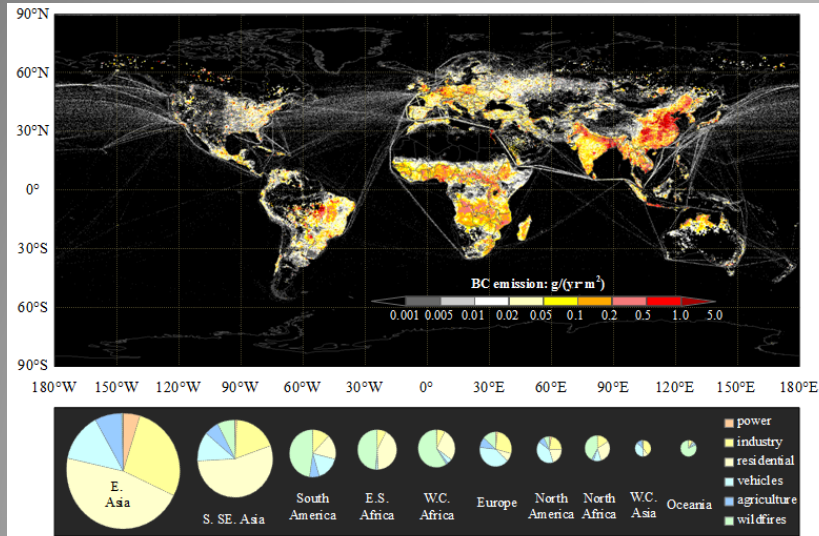 90°N
60°N
30°N
0°
30°S
60°S
90°S
BC emission: g/(yr·m²)
0.001 0.005 0.01 0.02 0.05 0.1 0.2 0.5 1.0 5.0
180°W 150°W 120°W 90°W 60°W 30°W 0° 30°E 60°E 90°E 120°E 150°E 180°E
E.
Asia
S. SE. Asia
South
America
E.S.
Africa
W.C.
Africa
Europe
North
America
North
Africa
W.C.
Asia
Oceania
power
industry
residential
vehicles
agriculture
wildfires